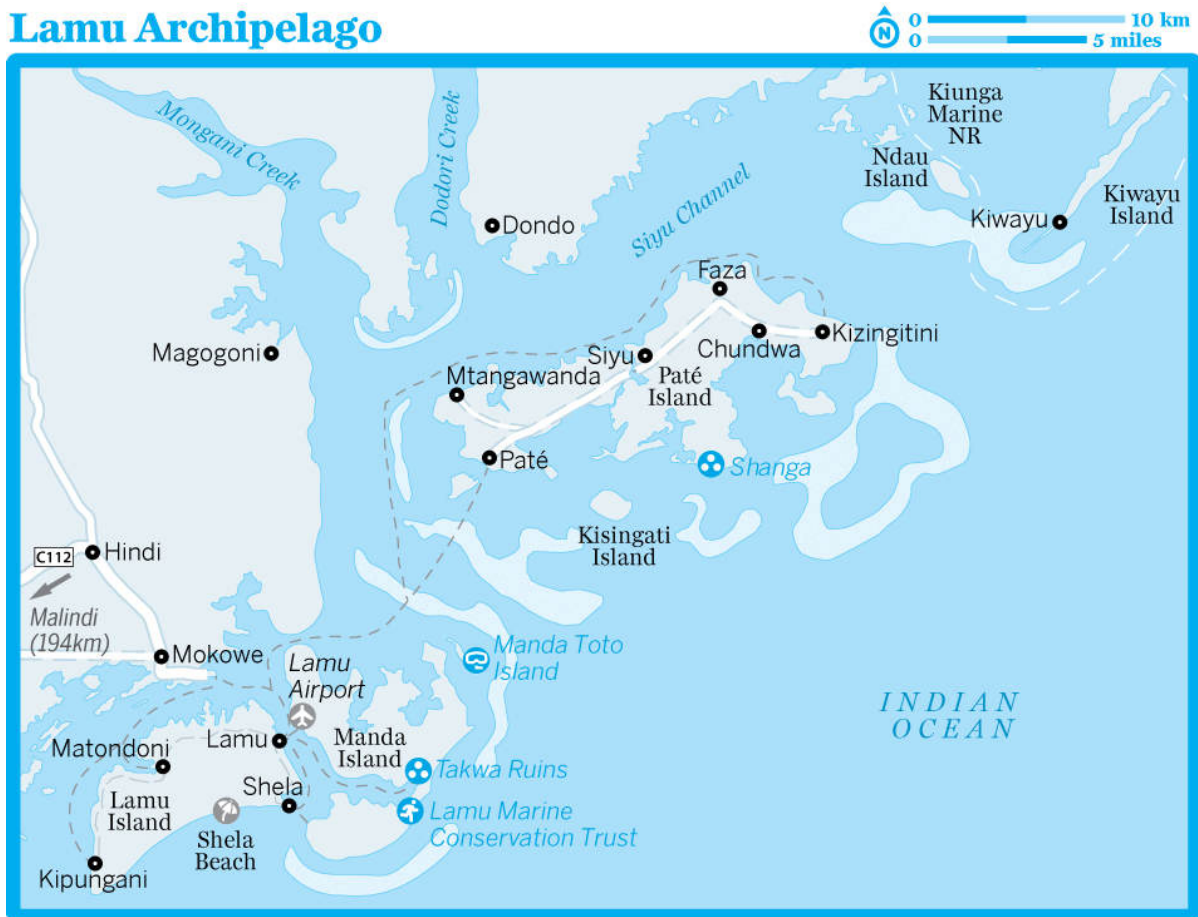 Lamu Archipelago
N
0 10 km
0 5 miles
Mongani Creek
Dodori Creek
Siyu Channel
Kiunga
Marine
NR
Ndau
Island
Kiwayu
Kiwayu
Island
Dondo
Faza
Magogoni
Siyu
Chundwa
Kizingitini
Mtangawanda
Paté
Island
Paté
Shanga
Kisingati
Island
C112
Hindi
Malindi
(194km)
Mokowe
Lamu
Airport
Manda Toto
Island
INDIAN
OCEAN
Matondoni
Lamu
Manda
Island
Takwa Ruins
Lamu
Island
Shela
Lamu Marine
Conservation Trust
Shela
Beach
Kipungani